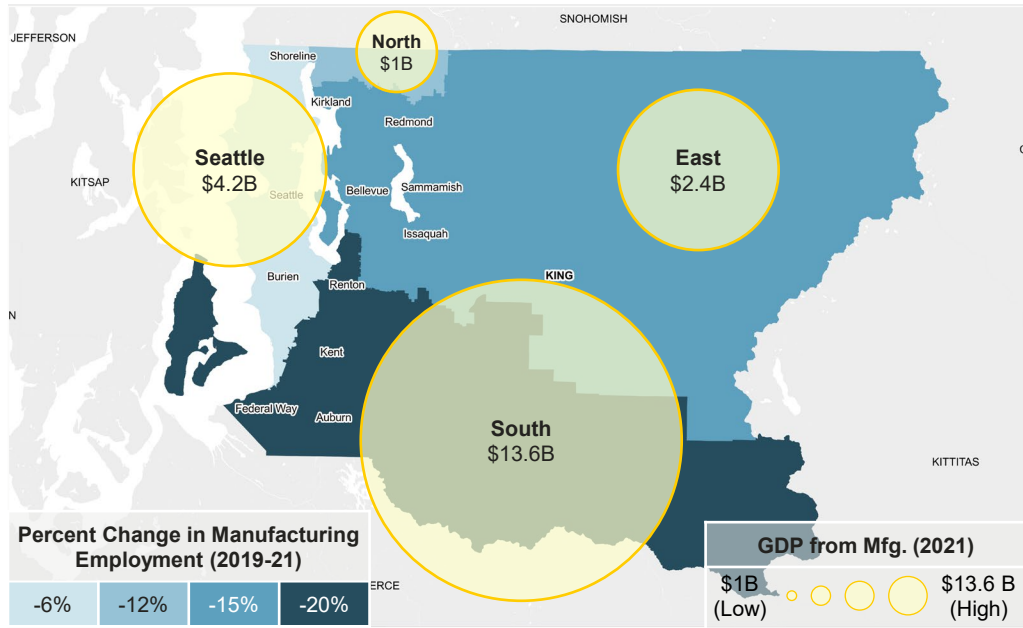 SNOHOMISH
JEFFERSON
North
$1B
Shoreline
Kirkland
Redmond
Seattle
$4.2B
East
$2.4B
KITSAP
Seattle
Bellevue
Sammamish
Issaquah
Burien
Renton
KING
N
Kent
Federal Way
Auburn
South
$13.6B
KITTITAS
ERCE
Percent Change in Manufacturing
Employment (2019-21)
-6%
-12%
-15%
-20%
GDP from Mfg. (2021)
$1B
(Low)
$13.6 B
(High)